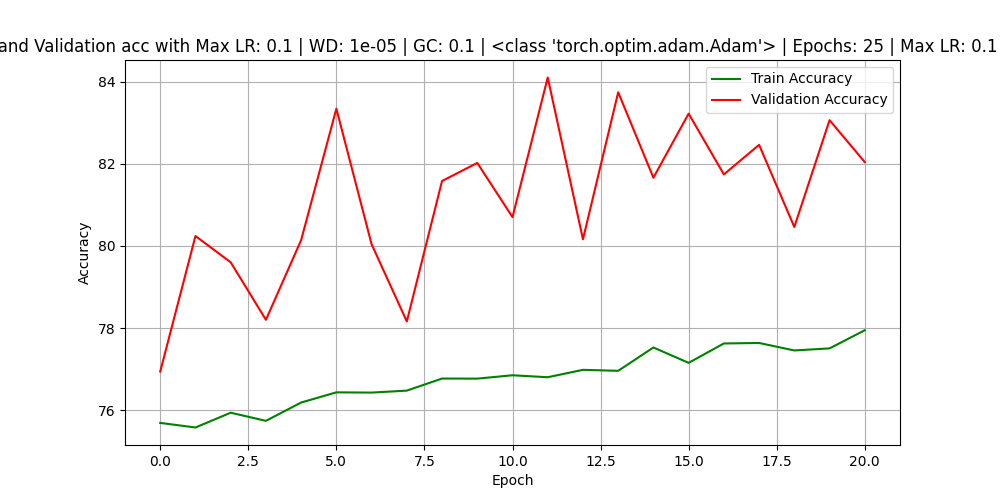 and Validation acc with Max LR: 0.1 | WD: 1e-05 | GC: 0.1 | <class 'torch.optim.adam.Adam'> | Epochs: 25 | Max LR: 0.1
Train Accuracy
Validation Accuracy
84
82
80
78
76
Accuracy
0.0 2.5 5.0 7.5 10.0 12.5 15.0 17.5 20.0
Epoch